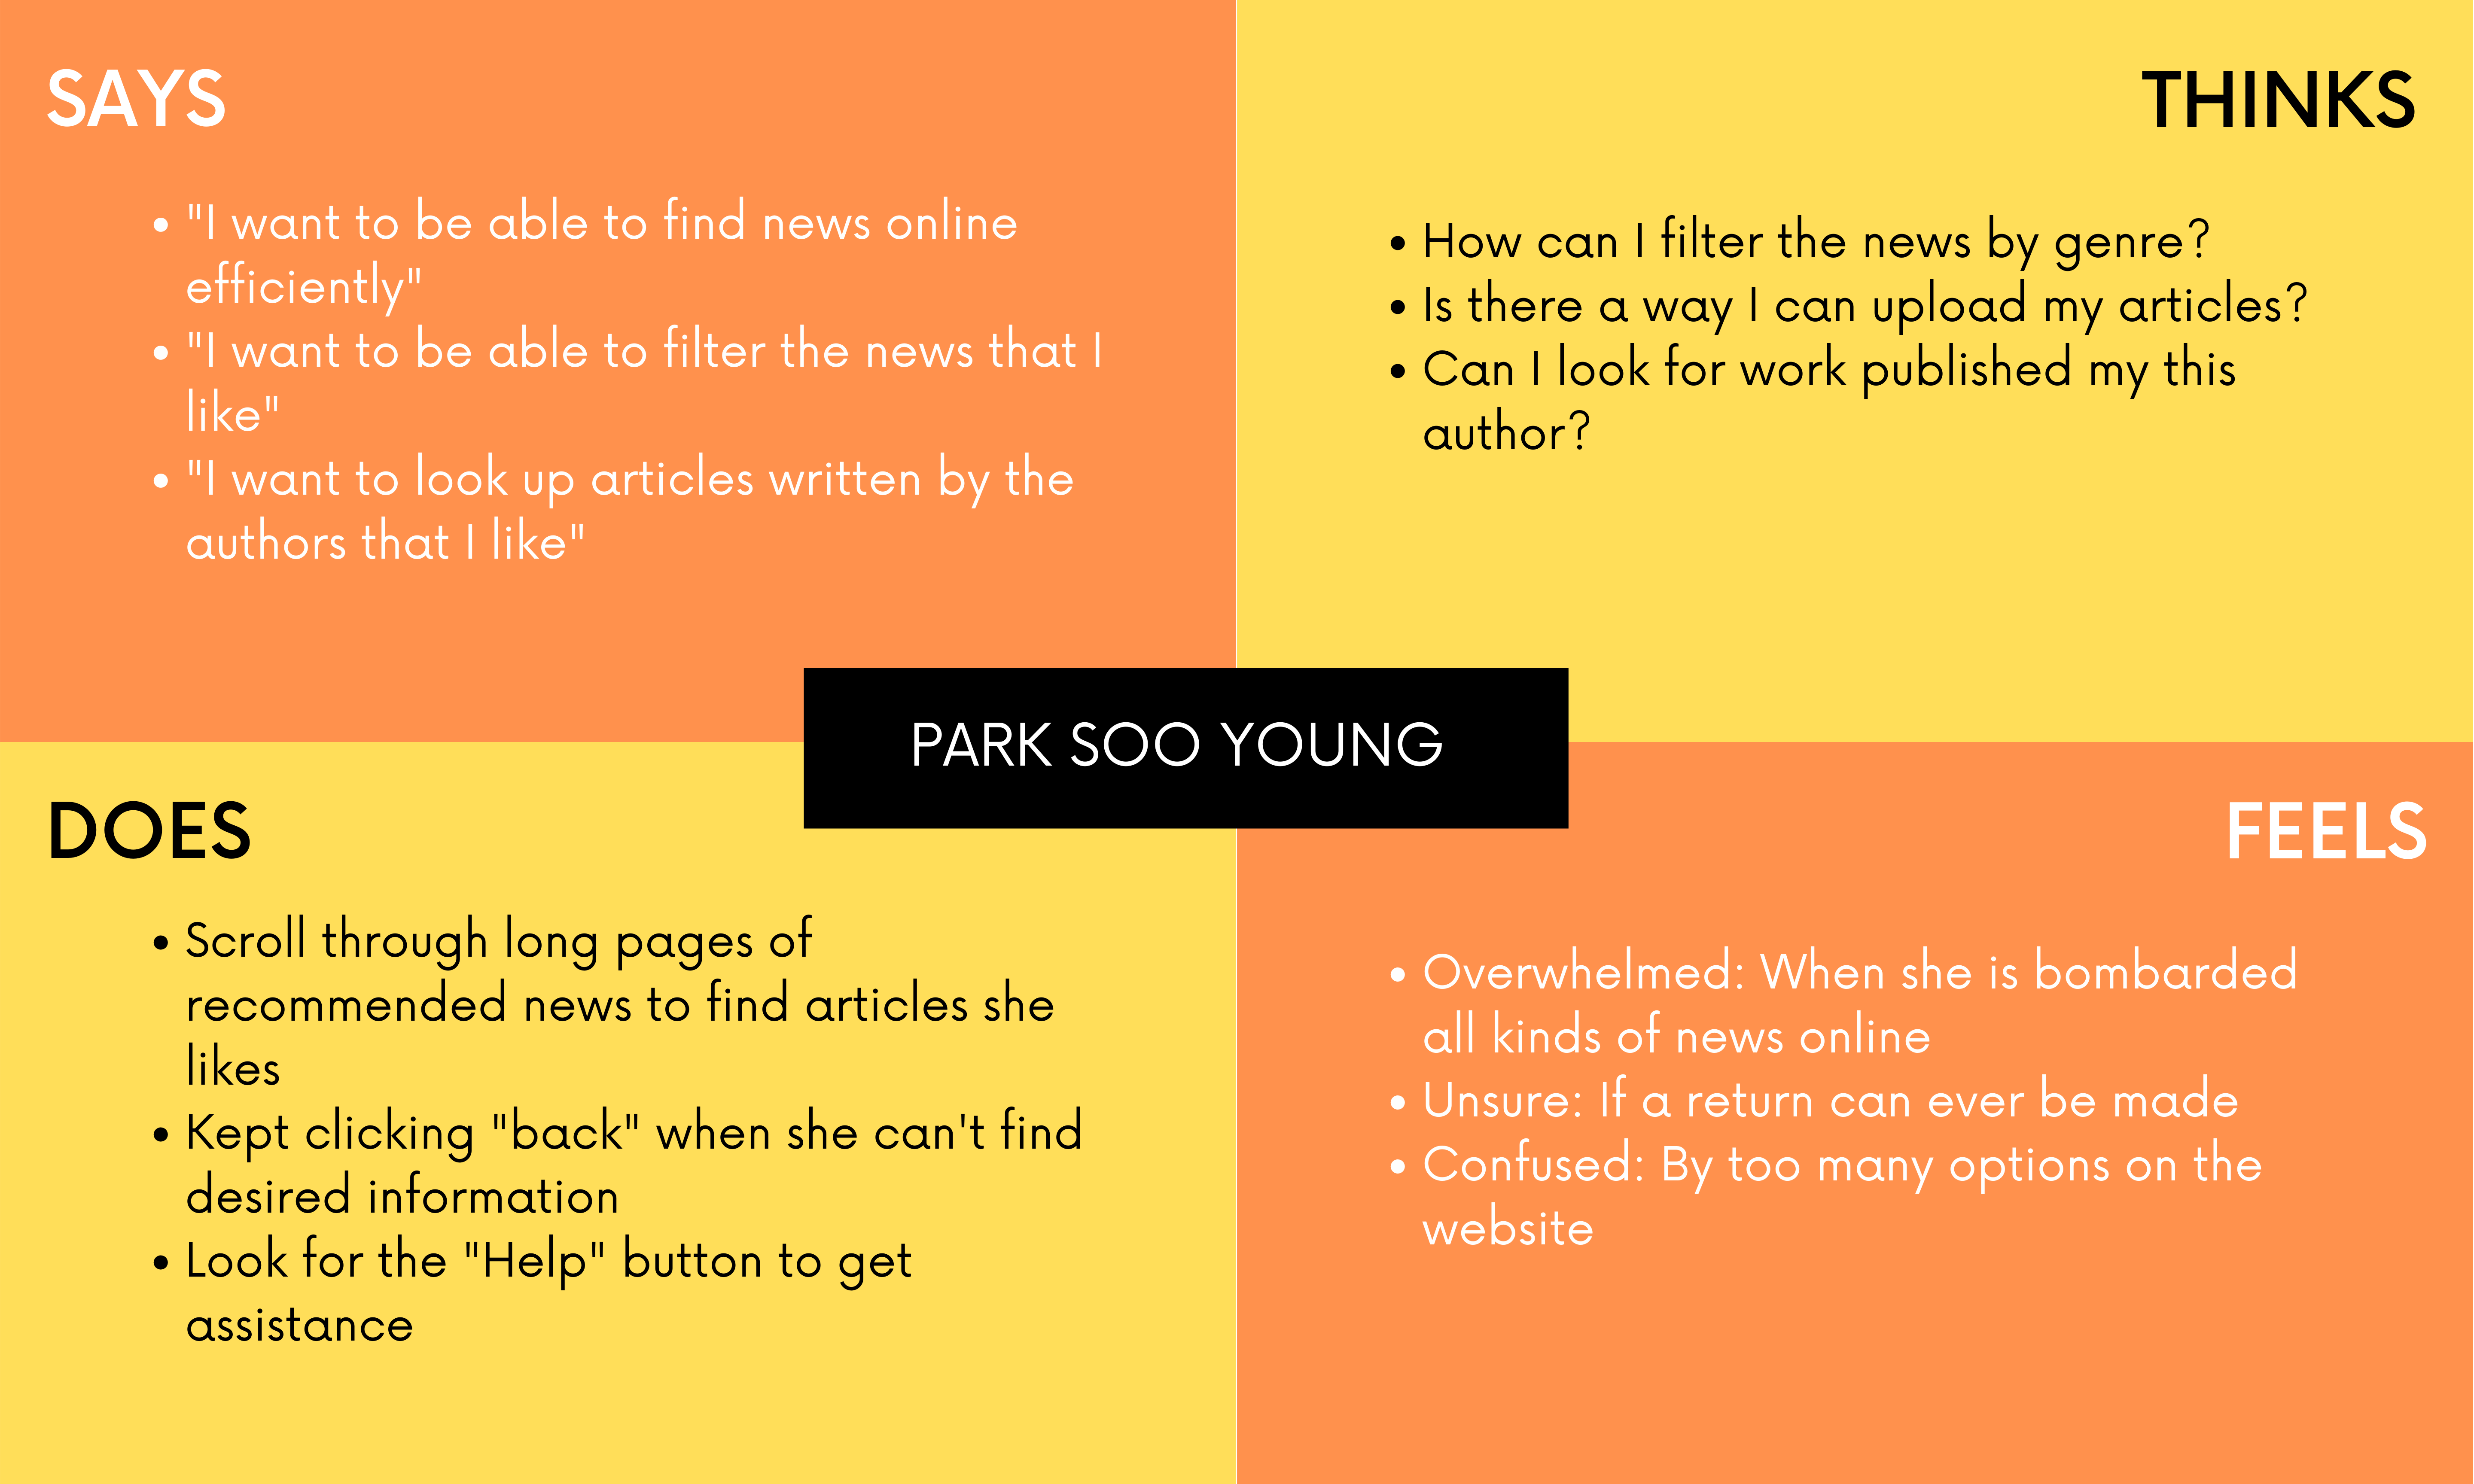 SAYS
• "I want to be able to find news online
efficiently"
• "I want to be able to filter the news that I
like"
• "I want to look up articles written by the
authors that I like"
THINKS
• How can I filter the news by genre?
• Is there a way I can upload my articles?
• Can I look for work published my this
author?
PARK SOO YOUNG
DOES
• Scroll through long pages of
recommended news to find articles she
likes
• Kept clicking "back" when she can't find
desired information
• Look for the "Help" button to get
assistance
FEELS
• Overwhelmed: When she is bombarded
all kinds of news online
• Unsure: If a return can ever be made
• Confused: By too many options on the
website